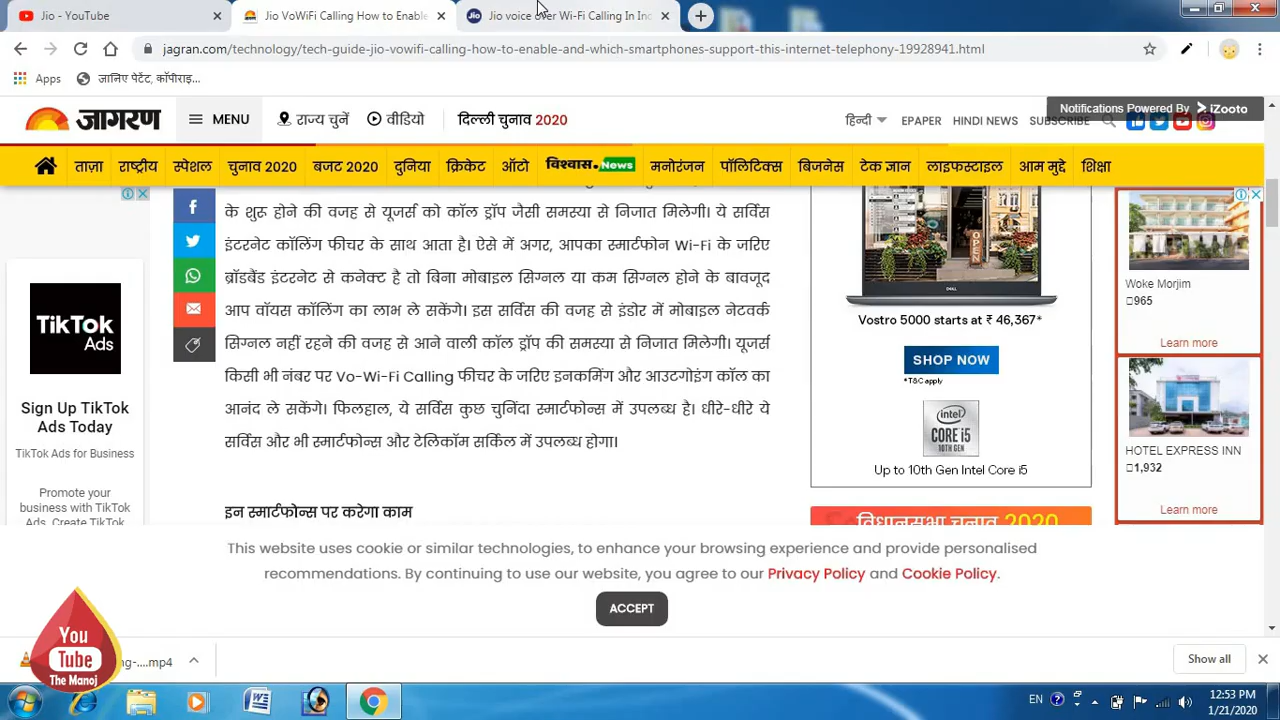 Jio - YouTube
Jio VoWiFi Calling How to Enable
Jio Voice over Wi-Fi Calling In Inc
jagran.com/technology/tech-guide-jio-vowifi-calling-how-to-enable-and-which-smartphones-support-this-internet-telephony-19928941.html
Apps
जानिए पेटेंट, कॉपीराइ...
Notifications Powered By iZooto
जागरण
MENU
राज्य चुनें
वीडियो
दिल्ली चुनाव 2020
हिन्दी
EPAPER
HINDI NEWS
SUBSCRIBE
ताज़ा
राष्ट्रीय
स्पेशल
चुनाव 2020
बजट 2020
दुनिया
क्रिकेट
ऑटो
विश्वास.News
मनोरंजन
पॉलिटिक्स
बिजनेस
टेक ज्ञान
लाइफस्टाइल
आम मुद्दे
शिक्षा
के शुरू होने की वजह से यूजर्स को कॉल ड्रॉप जैसी समस्या से निजात मिलेगी। ये सर्विस
इंटरनेट कॉलिंग फीचर के साथ आता है। ऐसे में अगर, आपका स्मार्टफोन Wi-Fi के जरिए
ब्रॉडबैंड इंटरनेट से कनेक्ट है तो बिना मोबाइल सिग्नल या कम सिग्नल होने के बावजूद
आप वॉयस कॉलिंग का लाभ ले सकेंगे। इस सर्विस की वजह से इंडोर में मोबाइल नेटवर्क
सिग्नल नहीं रहने की वजह से आने वाली कॉल ड्रॉप की समस्या से निजात मिलेगी। यूजर्स
किसी भी नंबर पर Vo-Wi-Fi Calling फीचर के जरिए इनकमिंग और आउटगोइंग कॉल का
आनंद ले सकेंगे। फिलहाल, ये सर्विस कुछ चुनिंदा स्मार्टफोन्स में उपलब्ध है। धीरे-धीरे ये
सर्विस और भी स्मार्टफोन्स और टेलिकॉम सर्किल में उपलब्ध होगा।
इन स्मार्टफोन्स पर करेगा काम
TikTok
Ads
Sign Up TikTok
Ads Today
TikTok Ads for Business
Promote your
business with TikTok
Ads. Create TikTok
OPEN
DELL
Vostro 5000 starts at ₹ 46,367*
SHOP NOW
*T&C apply
intel
CORE i5
10TH GEN
Up to 10th Gen Intel Core i5
विधानसभा चुनाव 2020
Woke Morjim
965
Learn more
HOTEL EXPRESS INN
1,932
Learn more
This website uses cookie or similar technologies, to enhance your browsing experience and provide personalised
recommendations. By continuing to use our website, you agree to our Privacy Policy and Cookie Policy.
ACCEPT
You
Tube
The Manoj
ng-....mp4
Show all
EN
12:53 PM
1/21/2020